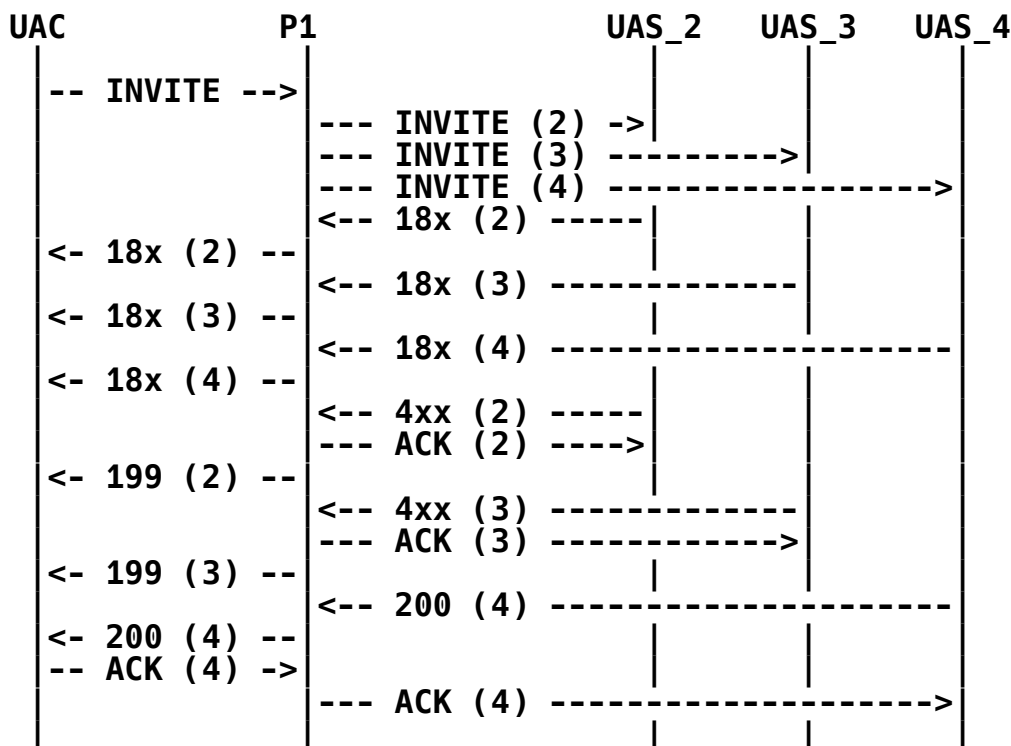 UAC P1 UAS_2 UAS_3 UAS_4
-- INVITE -->
--- INVITE (2) ->
--- INVITE (3) --------->
--- INVITE (4) ----------------->
<-- 18x (2) -----
<- 18x (2) --
<-- 18x (3) -------------
<- 18x (3) --
<-- 18x (4) ---------------------
<- 18x (4) --
<-- 4xx (2) -----
--- ACK (2) ---->
<- 199 (2) --
<-- 4xx (3) -------------
--- ACK (3) ------------>
<- 199 (3) --
<-- 200 (4) ---------------------
<- 200 (4) --
-- ACK (4) ->
--- ACK (4) -------------------->